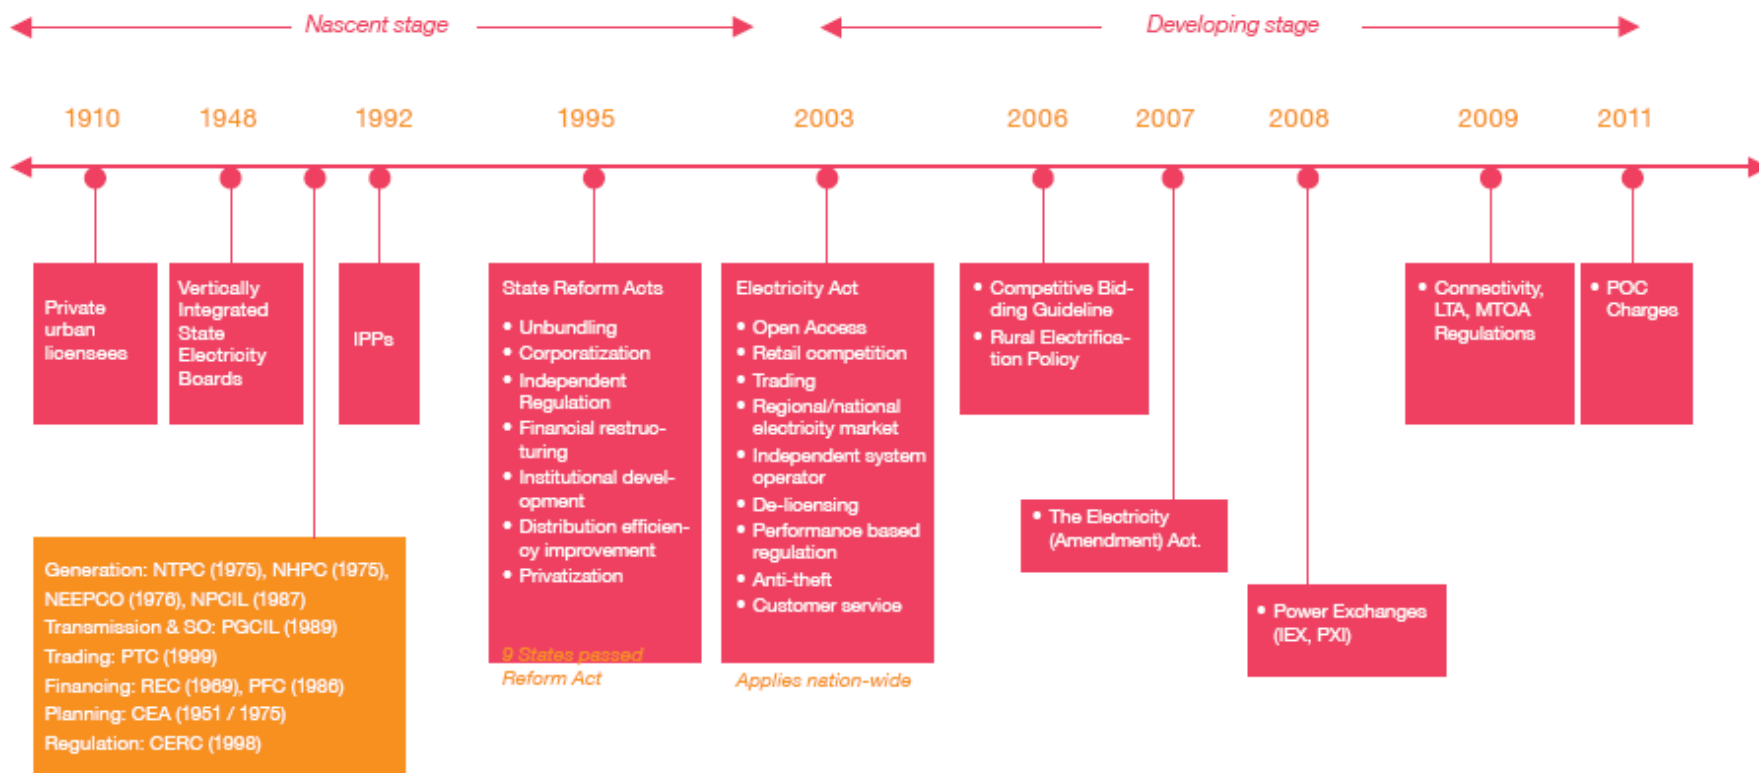 Nascent stage
Developing stage
1910
1948
1992
1995
2003
2006
2007
2008
2009
2011
Private
urban
licensees
Vertically
Integrated
State
Electricity
Boards
IPPs
State Reform Acts
• Unbundling
• Corporatization
• Independent
Regulation
• Financial restruc-
turing
• Institutional devel-
opment
• Distribution efficien-
cy improvement
• Privatization
9 States passed
Reform Act
Electricity Act
• Open Access
• Retail competition
• Trading
• Regional/national
electricity market
• Independent system
operator
• De-licensing
• Performance based
regulation
• Anti-theft
• Customer service
Applies nation-wide
• Competitive Bid-
ding Guideline
• Rural Electrifica-
tion Policy
• The Electricity
(Amendment) Act.
• Power Exchanges
(IEX, PXI)
• Connectivity,
LTA, MTOA
Regulations
• POC
Charges
Generation: NTPC (1975), NHPC (1975),
NEEPCO (1976), NPCIL (1987)
Transmission & SO: PGCIL (1989)
Trading: PTC (1999)
Financing: REC (1969), PFC (1986)
Planning: CEA (1951 / 1975)
Regulation: CERC (1998)